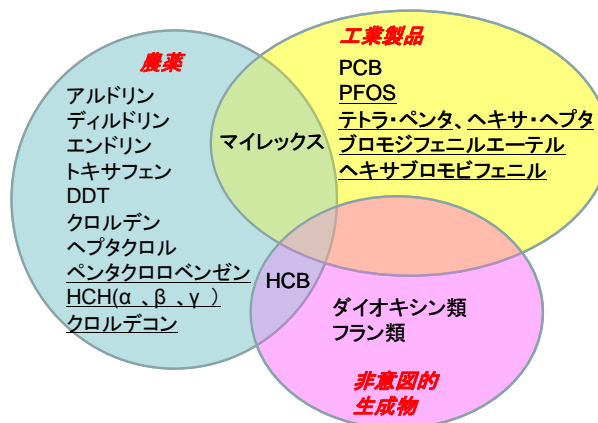 農薬
アルドリン
ディルドリン
エンドリン
トキサフェン
DDT
クロルデン
ヘプタクロル
ペンタクロロベンゼン
HCH(α 、β 、γ )
クロルデコン
マイレックス
HCB
工業製品
PCB
PFOS
テトラ・ペンタ、ヘキサ・ヘプタ
ブロモジフェニルエーテル
ヘキサブロモビフェニル
ダイオキシン類
フラン類
非意図的
生成物